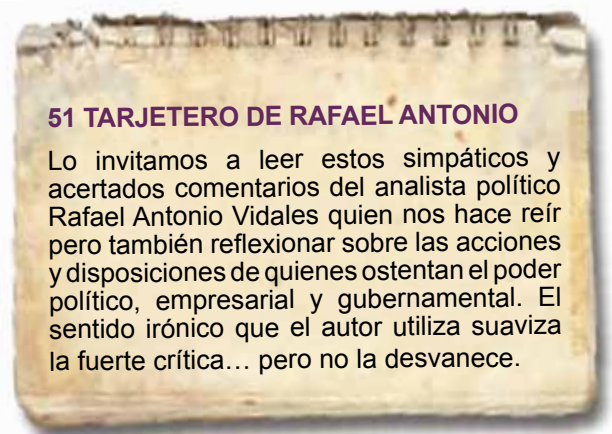 51 TARJETERO DE RAFAEL ANTONIO
Lo invitamos a leer estos simpáticos y
acertados comentarios del analista político
Rafael Antonio Vidales quien nos hace reír
pero también reflexionar sobre las acciones
y disposiciones de quienes ostentan el poder
político, empresarial y gubernamental. El
sentido irónico que el autor utiliza suaviza
la fuerte crítica… pero no la desvanece.